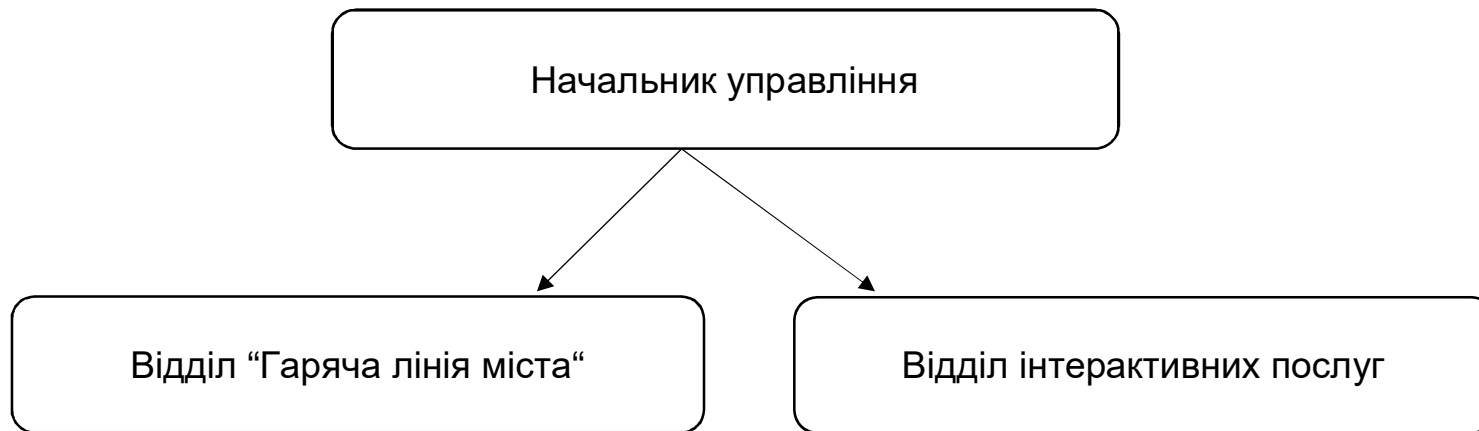 Начальник управління
Відділ “Гаряча лінія міста“
Відділ інтерактивних послуг